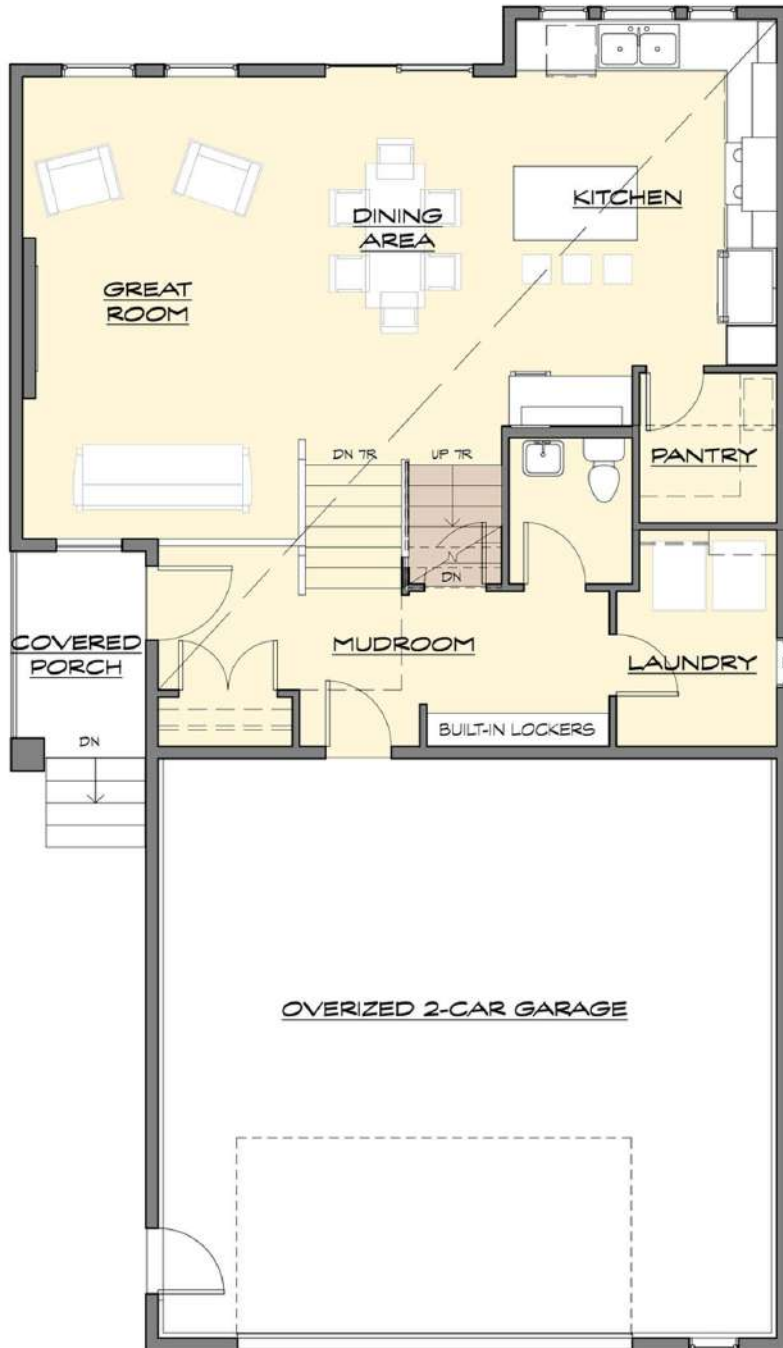 KITCHEN
DINING
AREA
GREAT
ROOM
DN 7R
UP 7R
PANTRY
DN
COVERED
PORCH
MUDROOM
LAUNDRY
BUILT-IN LOCKERS
DN
OVERIZED 2-CAR GARAGE